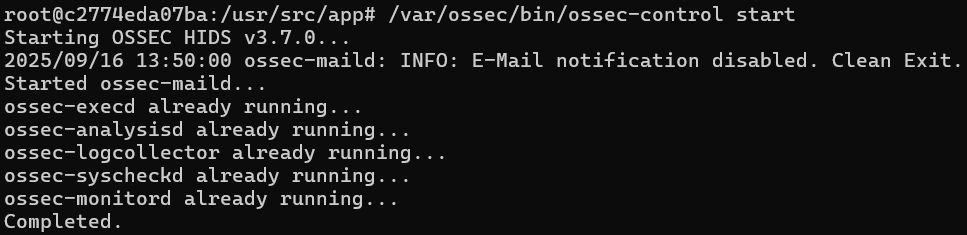 root@c2774eda07ba:/usr/src/app# /var/ossec/bin/ossec-control start
Starting OSSEC HIDS v3.7.0...
2025/09/16 13:50:00 ossec-maild: INFO: E-Mail notification disabled. Clean Exit.
Started ossec-maild...
ossec-execd already running...
ossec-analysisd already running...
ossec-logcollector already running...
ossec-syscheckd already running...
ossec-monitord already running...
Completed.